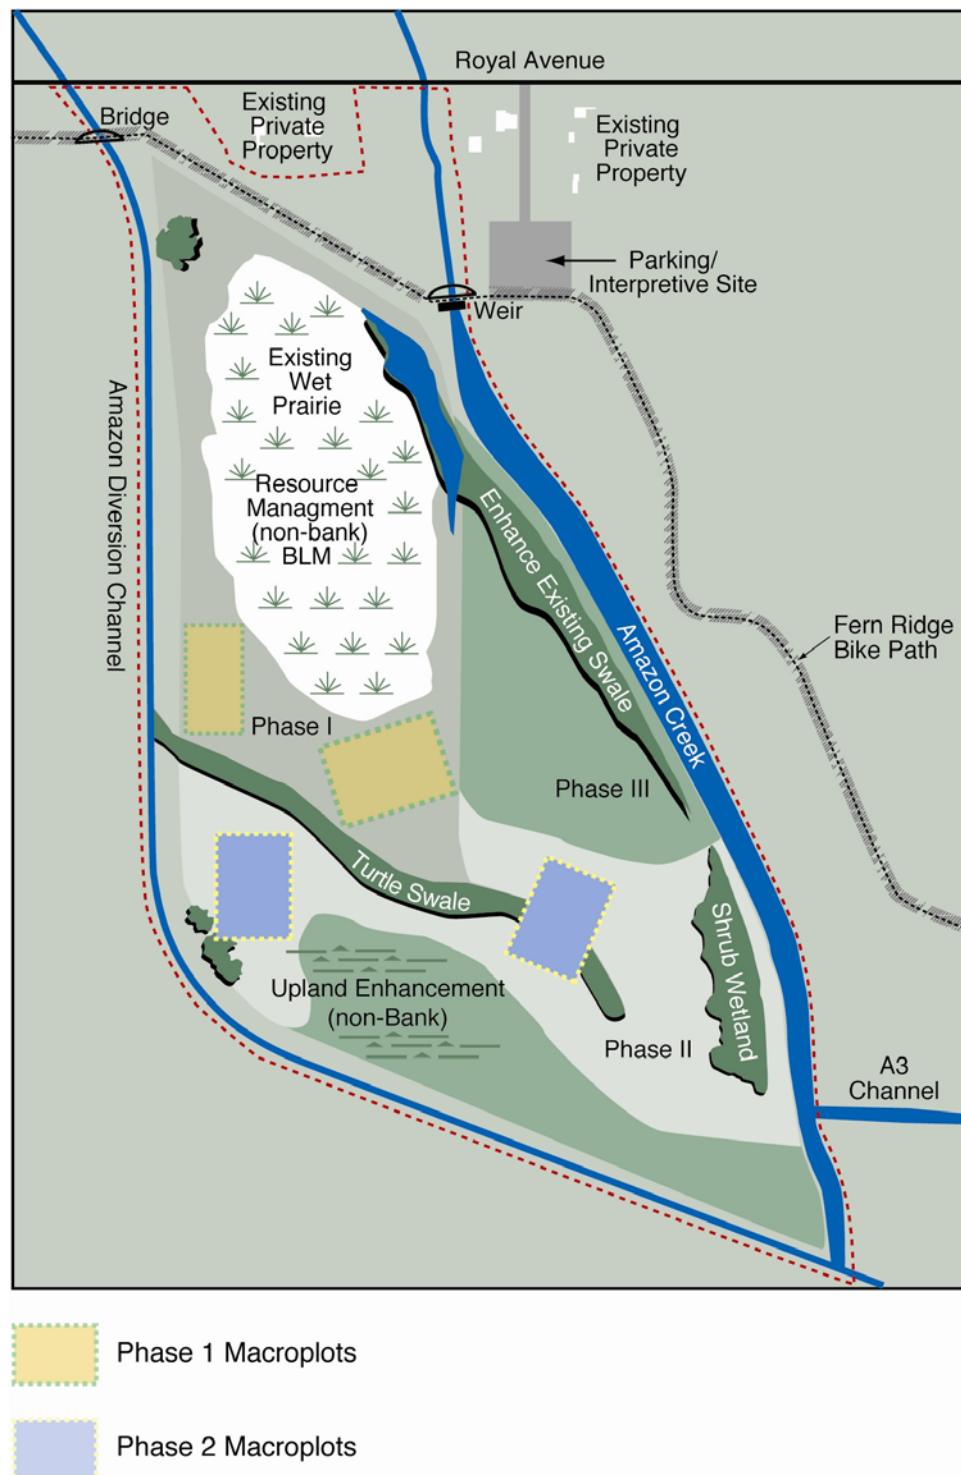 Royal Avenue
Bridge
Existing
Private
Property
Existing
Private
Property
Parking/
Interpretive Site
Weir
Existing
Wet
Prairie
Amazon Diversion Channel
Resource
Managment
(non-bank)
BLM
Enhance Existing Swale
Amazon Creek
Fern Ridge
Bike Path
Phase I
Phase III
Turtle Swale
Shrub Wetland
Upland Enhancement
(non-Bank)
Phase II
A3
Channel
Phase 1 Macroplots
Phase 2 Macroplots